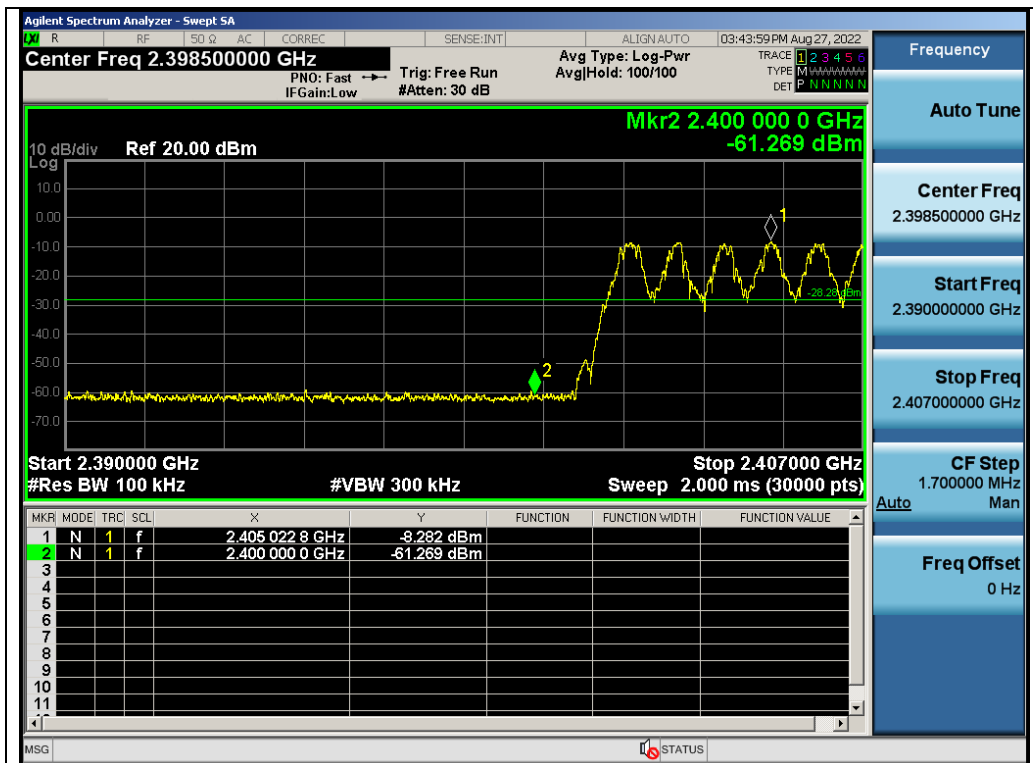 Agilent Spectrum Analyzer - Swept SA
LXI R RF 50 Ω AC CORREC SENSE:INT ALIGN AUTO 03:43:59 PM Aug 27, 2022
Center Freq 2.398500000 GHz
PNO: Fast
IFGain:Low
Trig: Free Run
#Atten: 30 dB
Avg Type: Log-Pwr
Avg|Hold: 100/100
TRACE 1 2 3 4 5 6
TYPE M
DET P N N N N N
Mkr2 2.400 000 0 GHz
-61.269 dBm
10 dB/div Ref 20.00 dBm
Log
10.0
0.00
-10.0
-20.0
-30.0
-40.0
-50.0
-60.0
-70.0
1
2
Start 2.390000 GHz Stop 2.407000 GHz
#Res BW 100 kHz #VBW 300 kHz Sweep 2.000 ms (30000 pts)
MKR MODE TRC SCL X Y FUNCTION FUNCTION WIDTH FUNCTION VALUE
1 N 1 f 2.405 022 8 GHz -8.282 dBm
2 N 1 f 2.400 000 0 GHz -61.269 dBm
3
4
5
6
7
8
9
10
11
MSG STATUS
Frequency
Auto Tune
Center Freq
2.398500000 GHz
Start Freq
2.390000000 GHz
Stop Freq
2.407000000 GHz
CF Step
1.700000 MHz
Auto Man
Freq Offset
0 Hz